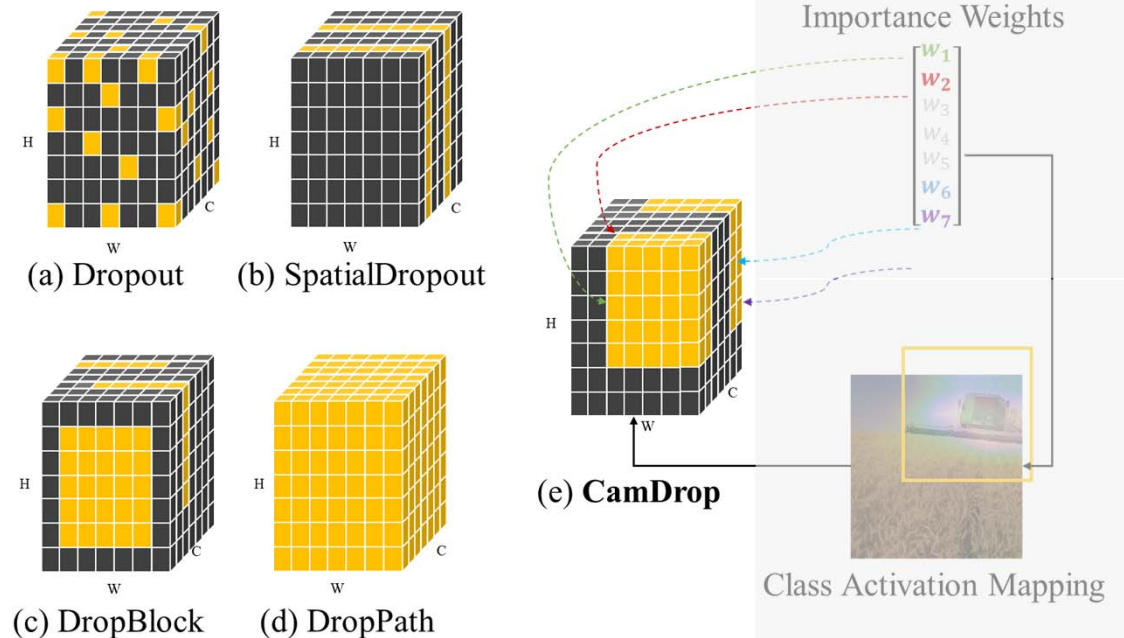 H
C
W
(a) Dropout
H
C
W
(b) SpatialDropout
H
C
W
(c) DropBlock
H
C
W
(d) DropPath
Importance Weights
w1
w2
w3
w4
w5
w6
w7
H
C
W
(e) CamDrop
Class Activation Mapping